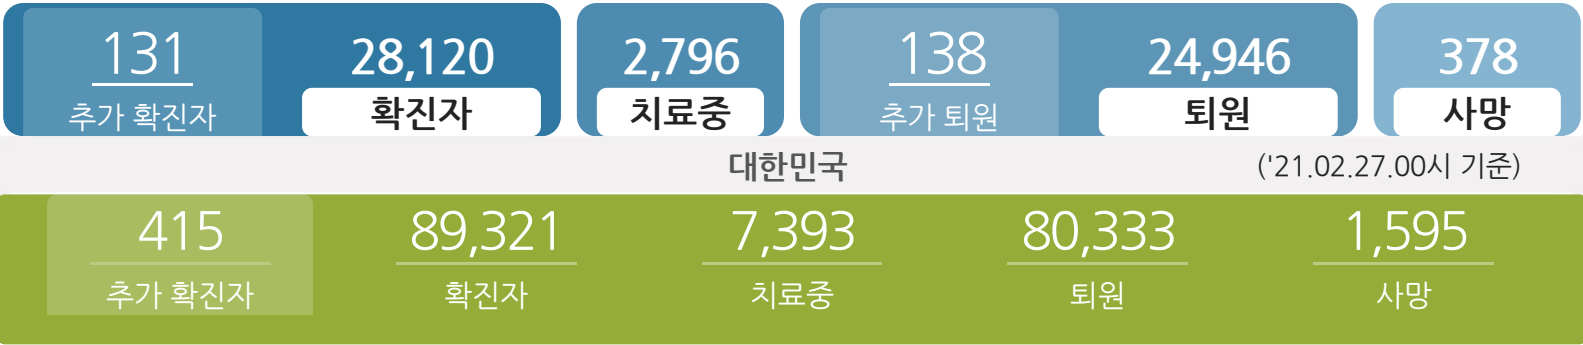 131 28,120 2,796 138 24,946 378
추가 확진자 확진자 치료중 추가 퇴원 퇴원 사망
대한민국 ('21.02.27.00시 기준)
415 89,321 7,393 80,333 1,595
추가 확진자 확진자 치료중 퇴원 사망